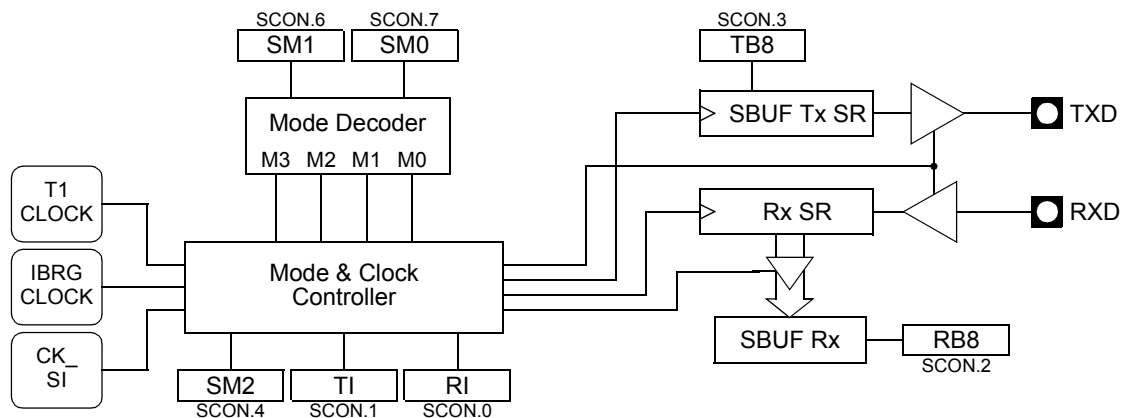 SCON.6 SCON.7 SCON.3
SM1 SM0 TB8
Mode Decoder
M3 M2 M1 M0
SBUF Tx SR
TXD
T1
CLOCK
Rx SR
RXD
IBRG
CLOCK
Mode & Clock
Controller
CK_
SI
SBUF Rx
RB8
SCON.2
SM2 TI RI
SCON.4 SCON.1 SCON.0